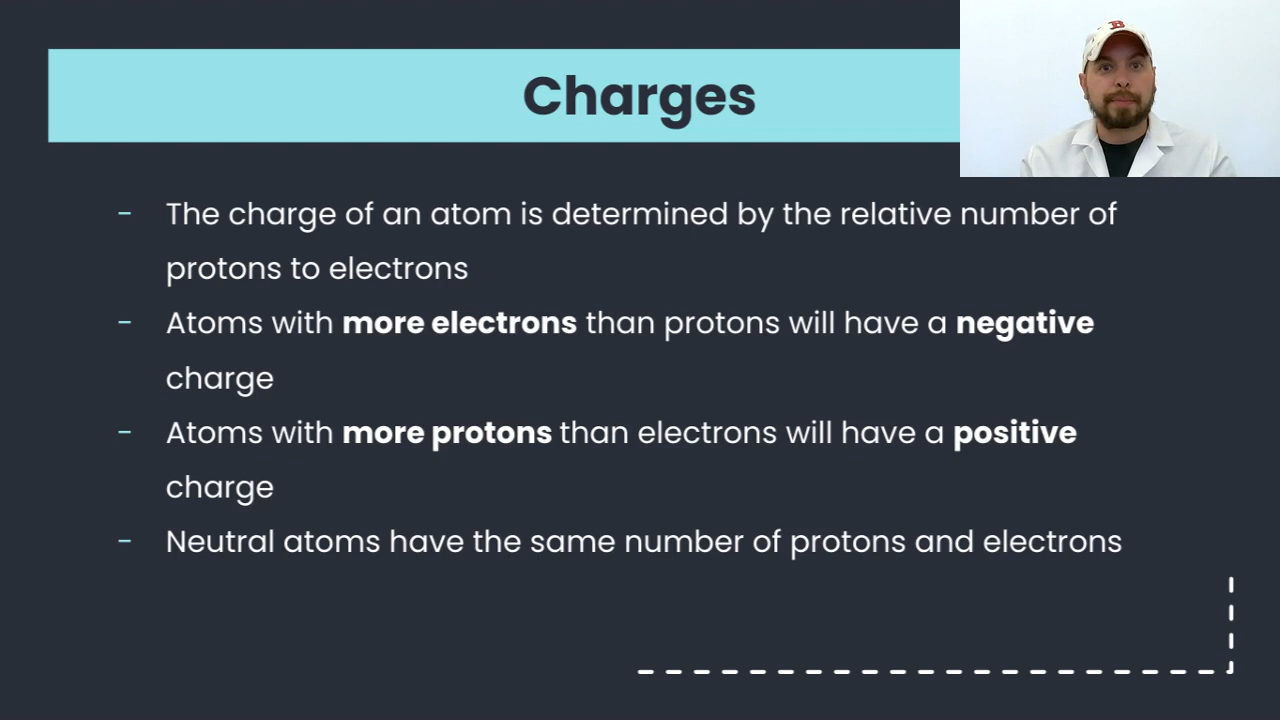 Charges
B
- The charge of an atom is determined by the relative number of
protons to electrons
- Atoms with more electrons than protons will have a negative
charge
- Atoms with more protons than electrons will have a positive
charge
- Neutral atoms have the same number of protons and electrons